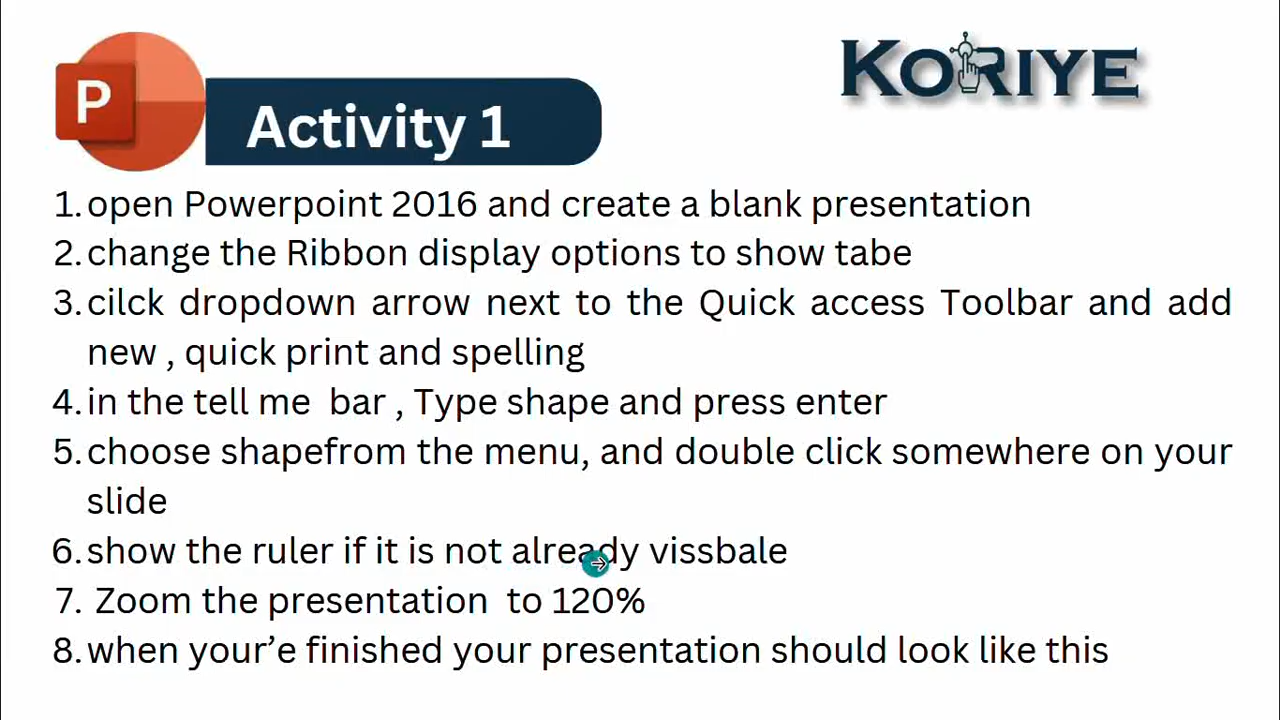 P
KORIYE
Activity 1
1. open Powerpoint 2016 and create a blank presentation
2. change the Ribbon display options to show tabe
3. cilck dropdown arrow next to the Quick access Toolbar and add
new , quick print and spelling
4. in the tell me bar , Type shape and press enter
5. choose shapefrom the menu, and double click somewhere on your
slide
6. show the ruler if it is not already vissbale
7. Zoom the presentation to 120%
8. when your’e finished your presentation should look like this